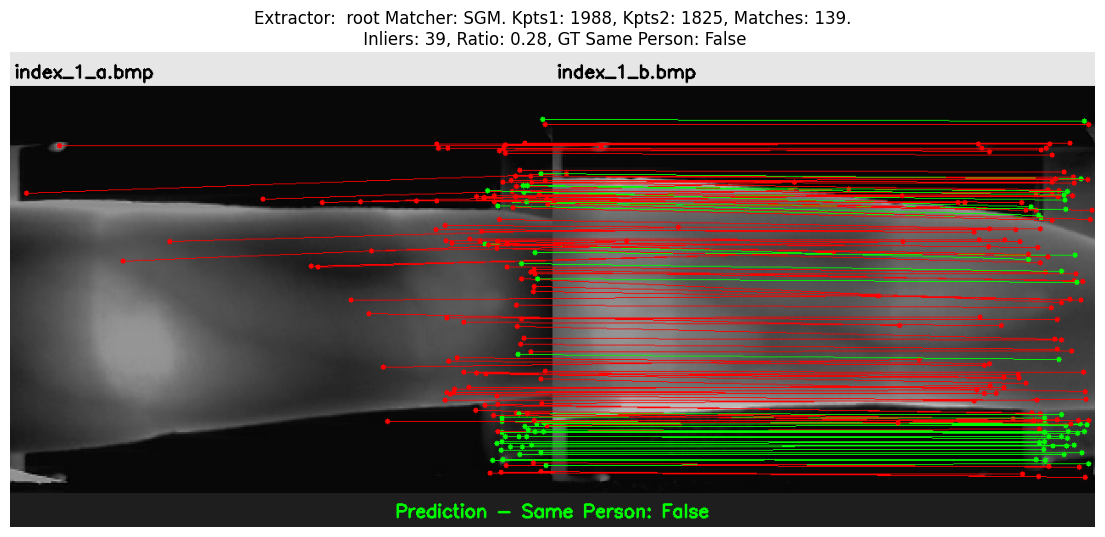 Extractor:  root Matcher: SGM. Kpts1: 1988, Kpts2: 1825, Matches: 139.
Inliers: 39, Ratio: 0.28, GT Same Person: False
index_1_a.bmp
index_1_b.bmp
Prediction - Same Person: False